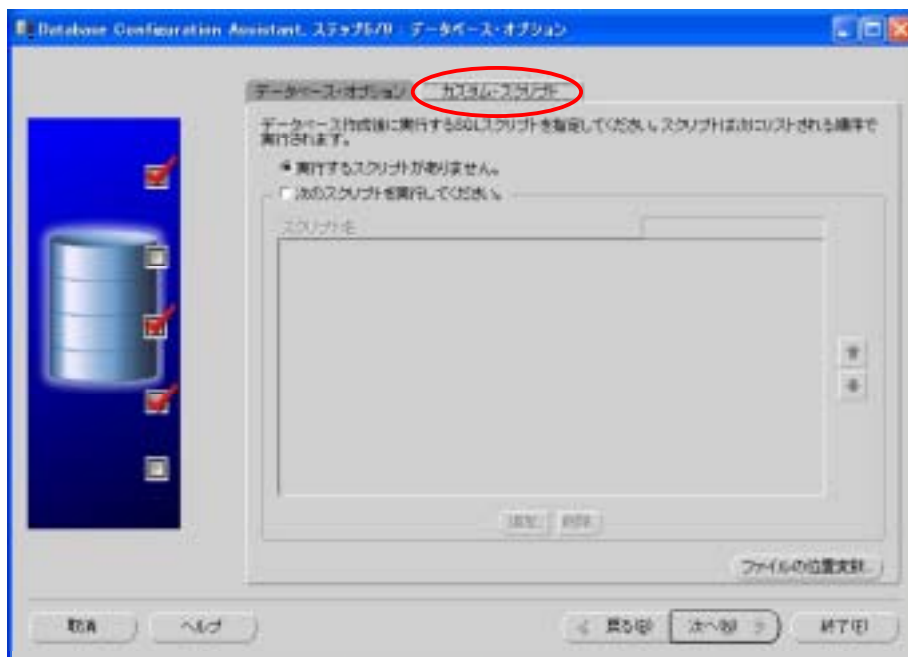 Database Configuration Assistant, ステップ5/9 : データベース・オプション
データベース・オプション カスタム・スクリプト
データベース作成後に実行するSQLスクリプトを指定してください。スクリプトは次にリストされる順序で
実行されます。
実行するスクリプトがありません。
次のスクリプトを実行してください。
スクリプト名
追加 削除
ファイルの位置変数...
取消 ヘルプ 戻る(B) 次へ(N) 終了(F)